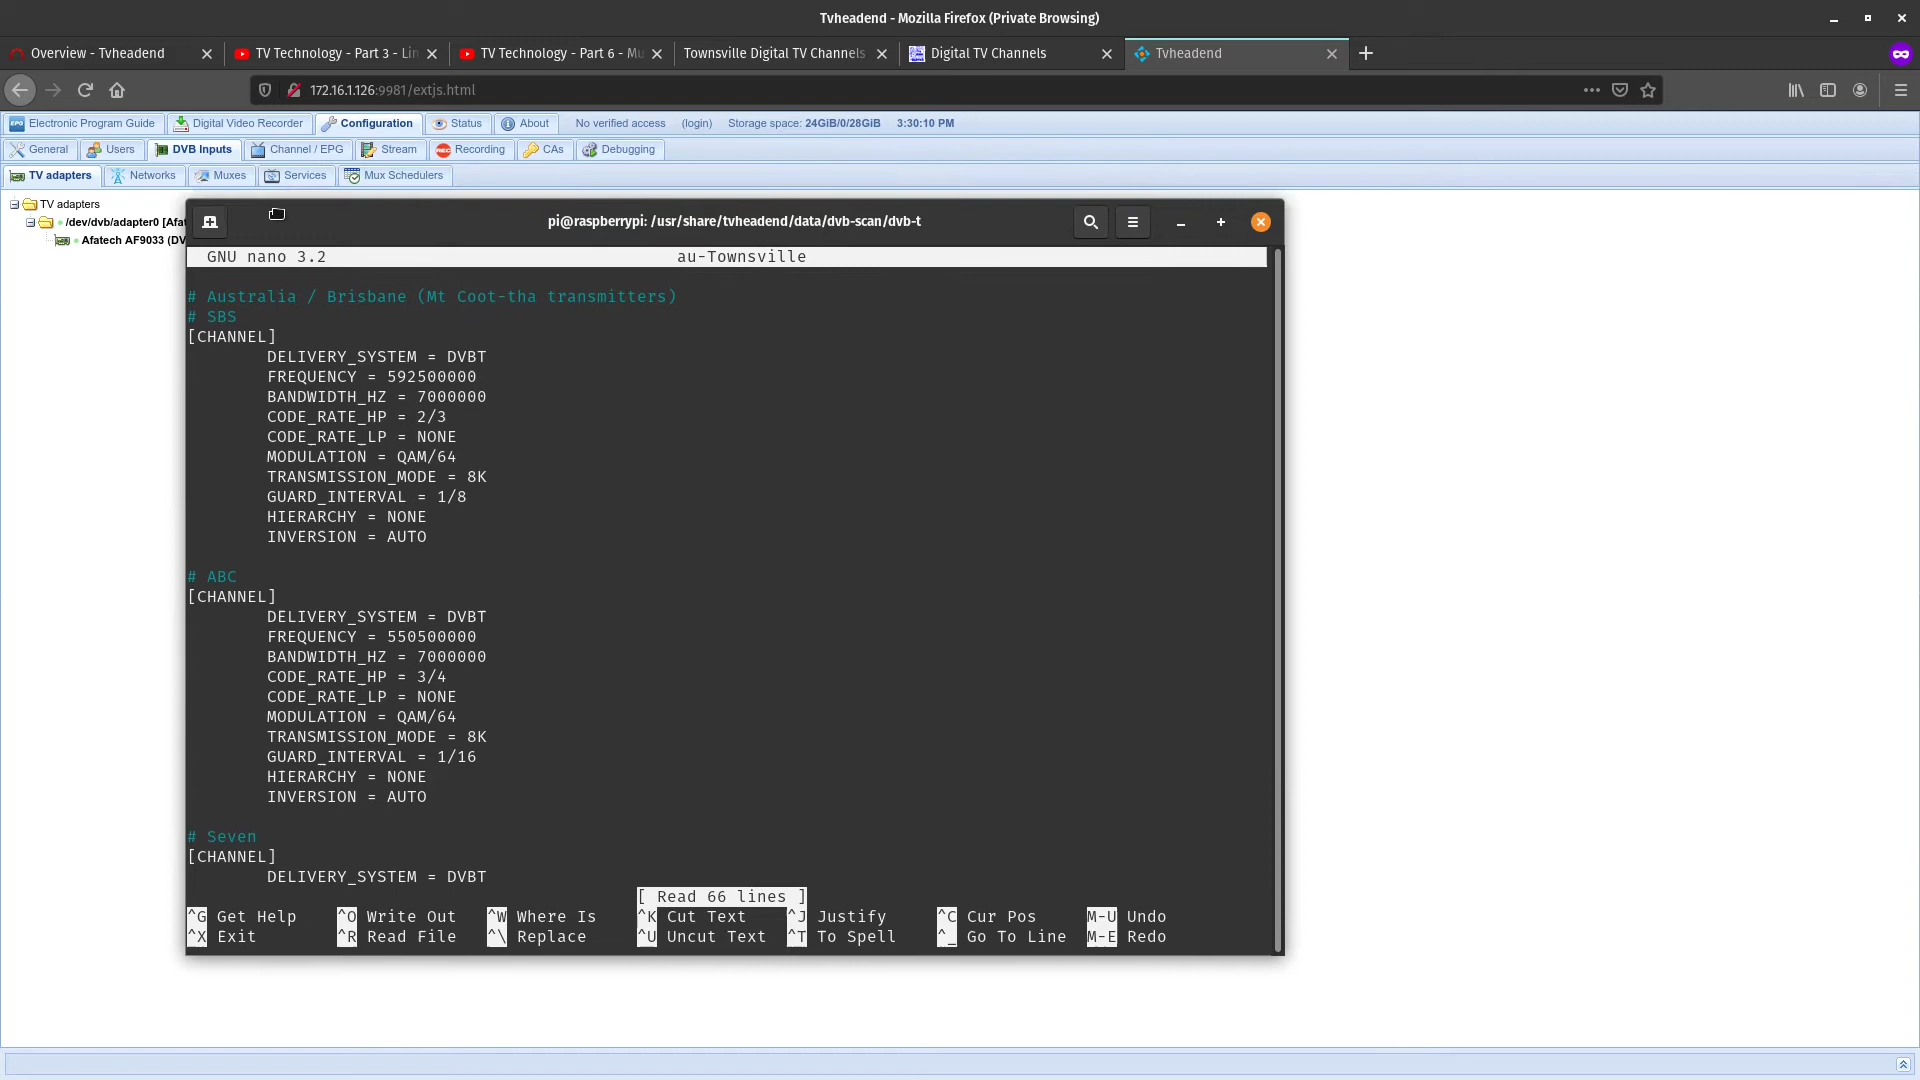 Tvheadend - Mozilla Firefox (Private Browsing)
Overview - Tvheadend
TV Technology - Part 3 - Lin
TV Technology - Part 6 - Mu
Townsville Digital TV Channels
Digital TV Channels
Tvheadend
172.16.1.126:9981/extjs.html
EPG Electronic Program Guide
Digital Video Recorder
Configuration
Status
About
No verified access
(login)
Storage space: 24GiB/0/28GiB
3:30:10 PM
General
Users
DVB Inputs
Channel / EPG
Stream
REC Recording
CAs
Debugging
TV adapters
Networks
Muxes
Services
Mux Schedulers
TV adapters
/dev/dvb/adapter0 [Afat
Afatech AF9033 (DV
pi@raspberrypi: /usr/share/tvheadend/data/dvb-scan/dvb-t
GNU nano 3.2 au-Townsville
# Australia / Brisbane (Mt Coot-tha transmitters)
# SBS
[CHANNEL]
DELIVERY_SYSTEM = DVBT
FREQUENCY = 592500000
BANDWIDTH_HZ = 7000000
CODE_RATE_HP = 2/3
CODE_RATE_LP = NONE
MODULATION = QAM/64
TRANSMISSION_MODE = 8K
GUARD_INTERVAL = 1/8
HIERARCHY = NONE
INVERSION = AUTO
# ABC
[CHANNEL]
DELIVERY_SYSTEM = DVBT
FREQUENCY = 550500000
BANDWIDTH_HZ = 7000000
CODE_RATE_HP = 3/4
CODE_RATE_LP = NONE
MODULATION = QAM/64
TRANSMISSION_MODE = 8K
GUARD_INTERVAL = 1/16
HIERARCHY = NONE
INVERSION = AUTO
# Seven
[CHANNEL]
DELIVERY_SYSTEM = DVBT
[ Read 66 lines ]
^G Get Help ^O Write Out ^W Where Is ^K Cut Text ^J Justify ^C Cur Pos M-U Undo
^X Exit ^R Read File ^\ Replace ^U Uncut Text ^T To Spell ^_ Go To Line M-E Redo